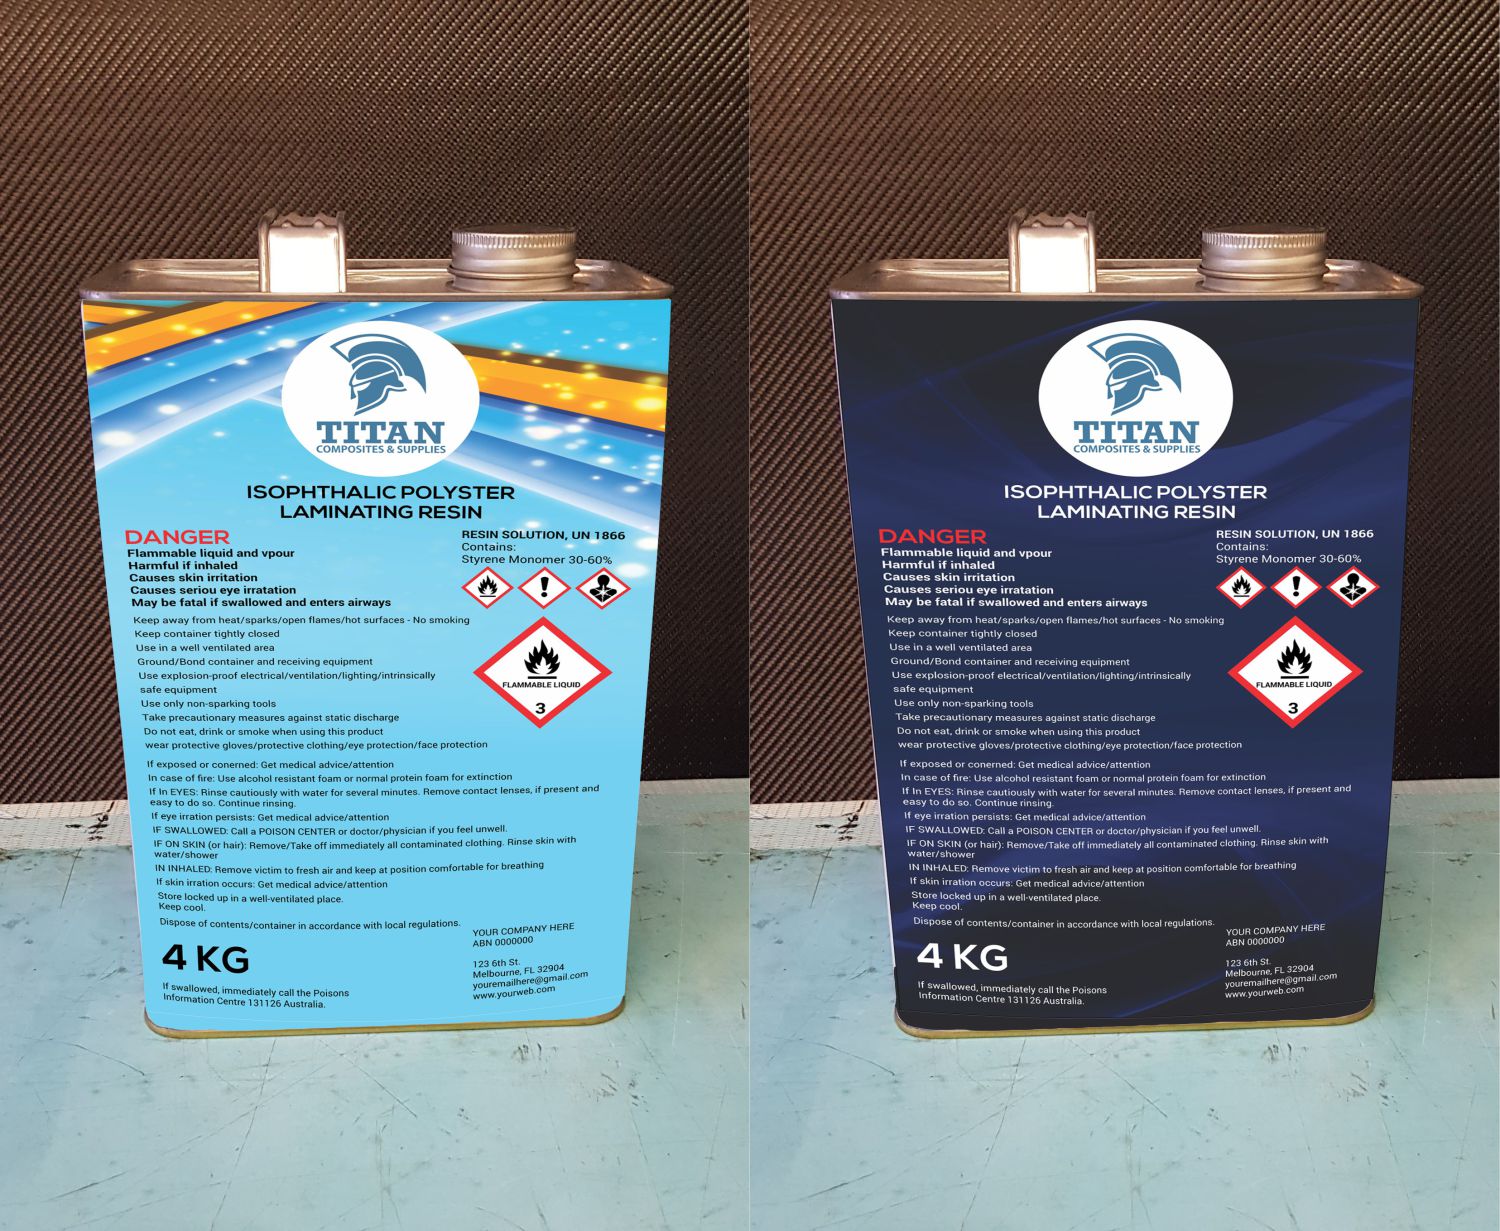 TITAN
COMPOSITES & SUPPLIES
ISOPHTHALIC POLYSTER
LAMINATING RESIN
DANGER
Flammable liquid and vpour
Harmful if inhaled
Causes skin irritation
Causes seriou eye irratation
May be fatal if swallowed and enters airways
RESIN SOLUTION, UN 1866
Contains:
Styrene Monomer 30-60%
Keep away from heat/sparks/open flames/hot surfaces - No smoking
Keep container tightly closed
Use in a well ventilated area
Ground/Bond container and receiving equipment
Use explosion-proof electrical/ventilation/lighting/intrinsically
safe equipment
Use only non-sparking tools
Take precautionary measures against static discharge
Do not eat, drink or smoke when using this product
wear protective gloves/protective clothing/eye protection/face protection
FLAMMABLE LIQUID
3
If exposed or conerned: Get medical advice/attention
In case of fire: Use alcohol resistant foam or normal protein foam for extinction
If In EYES: Rinse cautiously with water for several minutes. Remove contact lenses, if present and
easy to do so. Continue rinsing.
If eye irration persists: Get medical advice/attention
IF SWALLOWED: Call a POISON CENTER or doctor/physician if you feel unwell.
IF ON SKIN (or hair): Remove/Take off immediately all contaminated clothing. Rinse skin with
water/shower
IN INHALED: Remove victim to fresh air and keep at position comfortable for breathing
If skin irration occurs: Get medical advice/attention
Store locked up in a well-ventilated place.
Keep cool.
Dispose of contents/container in accordance with local regulations.
4 KG
If swallowed, immediately call the Poisons
Information Centre 131126 Australia.
YOUR COMPANY HERE
ABN 0000000
123 6th St.
Melbourne, FL 32904
youremailhere@gmail.com
www.yourweb.com
TITAN
COMPOSITES & SUPPLIES
ISOPHTHALIC POLYSTER
LAMINATING RESIN
DANGER
Flammable liquid and vpour
Harmful if inhaled
Causes skin irritation
Causes seriou eye irratation
May be fatal if swallowed and enters airways
RESIN SOLUTION, UN 1866
Contains:
Styrene Monomer 30-60%
Keep away from heat/sparks/open flames/hot surfaces - No smoking
Keep container tightly closed
Use in a well ventilated area
Ground/Bond container and receiving equipment
Use explosion-proof electrical/ventilation/lighting/intrinsically
safe equipment
Use only non-sparking tools
Take precautionary measures against static discharge
Do not eat, drink or smoke when using this product
wear protective gloves/protective clothing/eye protection/face protection
FLAMMABLE LIQUID
3
If exposed or conerned: Get medical advice/attention
In case of fire: Use alcohol resistant foam or normal protein foam for extinction
If In EYES: Rinse cautiously with water for several minutes. Remove contact lenses, if present and
easy to do so. Continue rinsing.
If eye irration persists: Get medical advice/attention
IF SWALLOWED: Call a POISON CENTER or doctor/physician if you feel unwell.
IF ON SKIN (or hair): Remove/Take off immediately all contaminated clothing. Rinse skin with
water/shower
IN INHALED: Remove victim to fresh air and keep at position comfortable for breathing
If skin irration occurs: Get medical advice/attention
Store locked up in a well-ventilated place.
Keep cool.
Dispose of contents/container in accordance with local regulations.
4 KG
If swallowed, immediately call the Poisons
Information Centre 131126 Australia.
YOUR COMPANY HERE
ABN 0000000
123 6th St.
Melbourne, FL 32904
youremailhere@gmail.com
www.yourweb.com